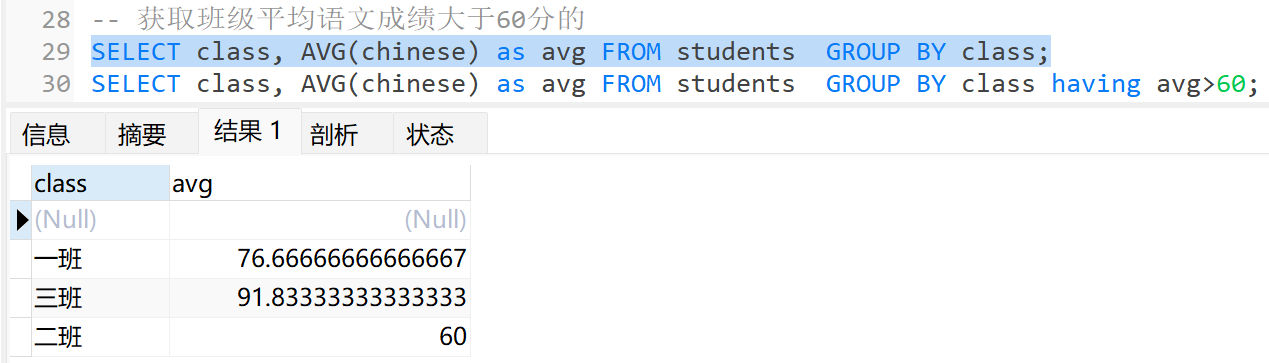 28 -- 获取班级平均语文成绩大于60分的
29 SELECT class, AVG(chinese) as avg FROM students  GROUP BY class;
30 SELECT class, AVG(chinese) as avg FROM students  GROUP BY class having avg>60;
信息 摘要 结果 1 剖析 状态
class avg
(Null) (Null)
一班 76.66666666666667
三班 91.83333333333333
二班 60